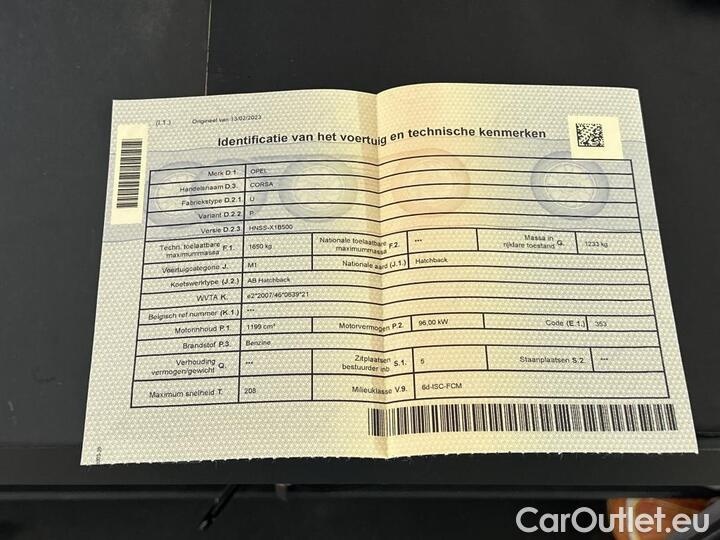 (I.1.) Origineel van 13/02/2023
Identificatie van het voertuig en technische kenmerken
Merk D.1. OPEL
Handelsnaam D.3. CORSA
Fabriekstype D.2.1. U
Variant D.2.2. P
Versie D.2.3 HNSS-X1B500
Techn. toelaatbare maximummassa F.1. 1650 kg Nationale toelaatbare maximummassa F.2. *** Massa in rijklare toestand G. 1233 kg
Voertuigcategorie J. M1 Nationale aard (J.1.) Hatchback
Koetswerktype (J.2.) AB Hatchback
WVTA K. e2*2007/46*0639*21
Belgisch ref nummer (K.1.) ***
Motorinhoud P.1. 1199 cm³ Motorvermogen P.2. 96,00 kW Code (E.1.) 353
Brandstof P.3. Benzine
Verhouding vermogen/gewicht Q. *** Zitplaatsen bestuurder inb S.1. 5 Staanplaatsen S.2. ***
Maximum snelheid T. 208 Milieuklasse V.9. 6d-ISC-FCM
CarOutlet.eu